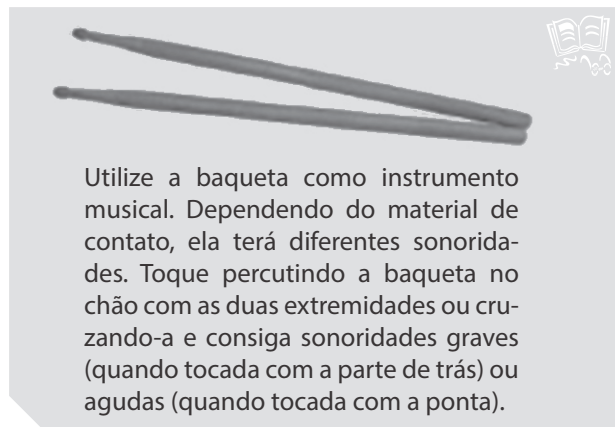 Utilize a baqueta como instrumento
musical. Dependendo do material de
contato, ela terá diferentes sonorida-
des. Toque percutindo a baqueta no
chão com as duas extremidades ou cru-
zando-a e consiga sonoridades graves
(quando tocada com a parte de trás) ou
agudas (quando tocada com a ponta).